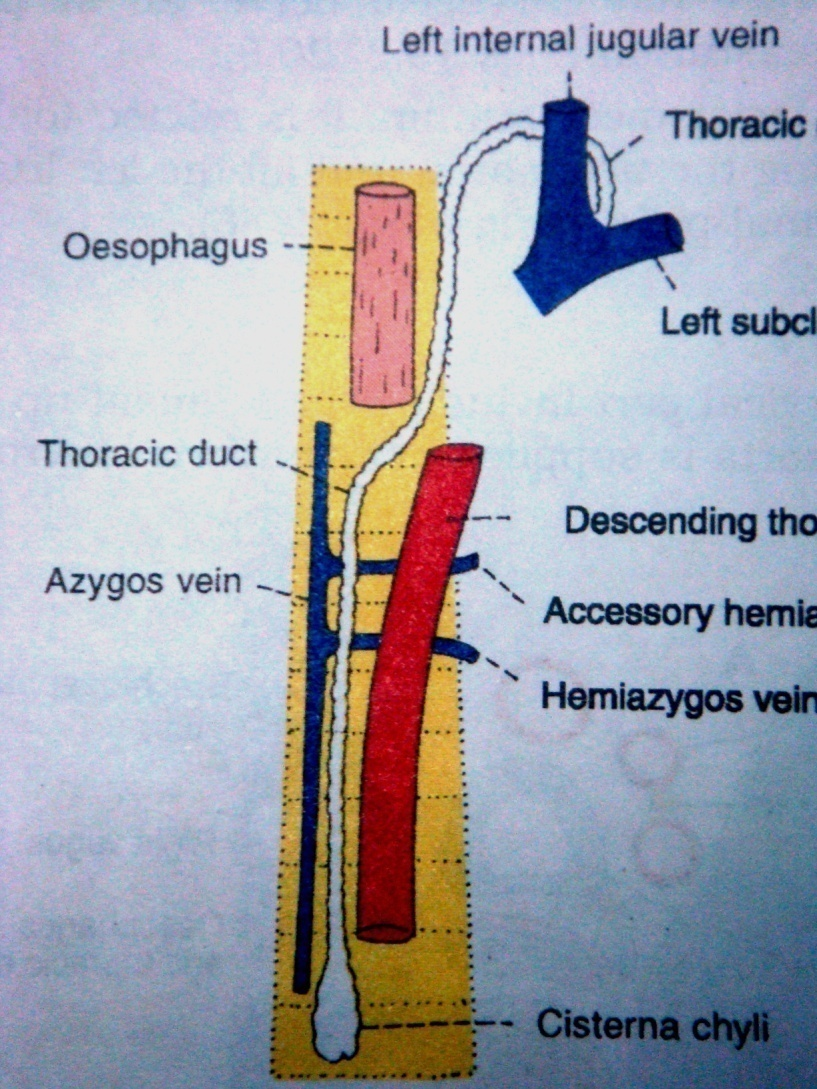 Left internal jugular vein
Thoracic
Oesophagus
Left subcl
Thoracic duct
Descending tho
Azygos vein
Accessory hemia
Hemiazygos vein
Cisterna chyli